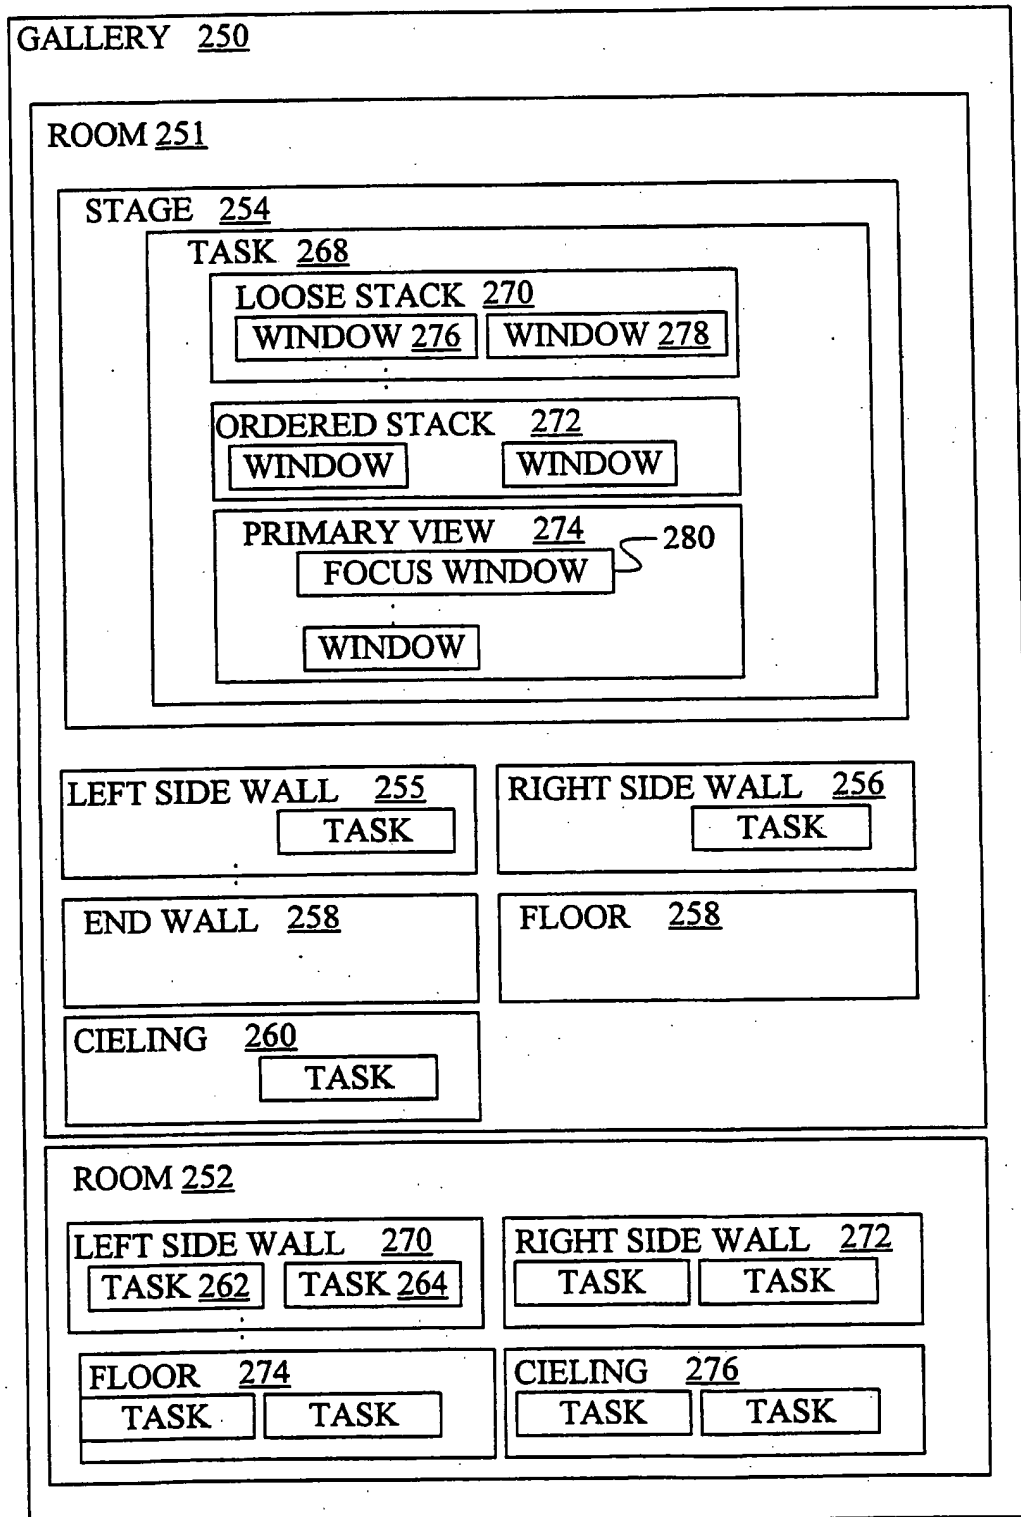 GALLERY 250
ROOM 251
STAGE 254
TASK 268
LOOSE STACK 270
WINDOW 276 WINDOW 278
ORDERED STACK 272
WINDOW WINDOW
PRIMARY VIEW 274 280
FOCUS WINDOW
WINDOW
LEFT SIDE WALL 255
TASK
RIGHT SIDE WALL 256
TASK
END WALL 258
FLOOR 258
CIELING 260
TASK
ROOM 252
LEFT SIDE WALL 270
TASK 262 TASK 264
RIGHT SIDE WALL 272
TASK TASK
FLOOR 274
TASK TASK
CIELING 276
TASK TASK